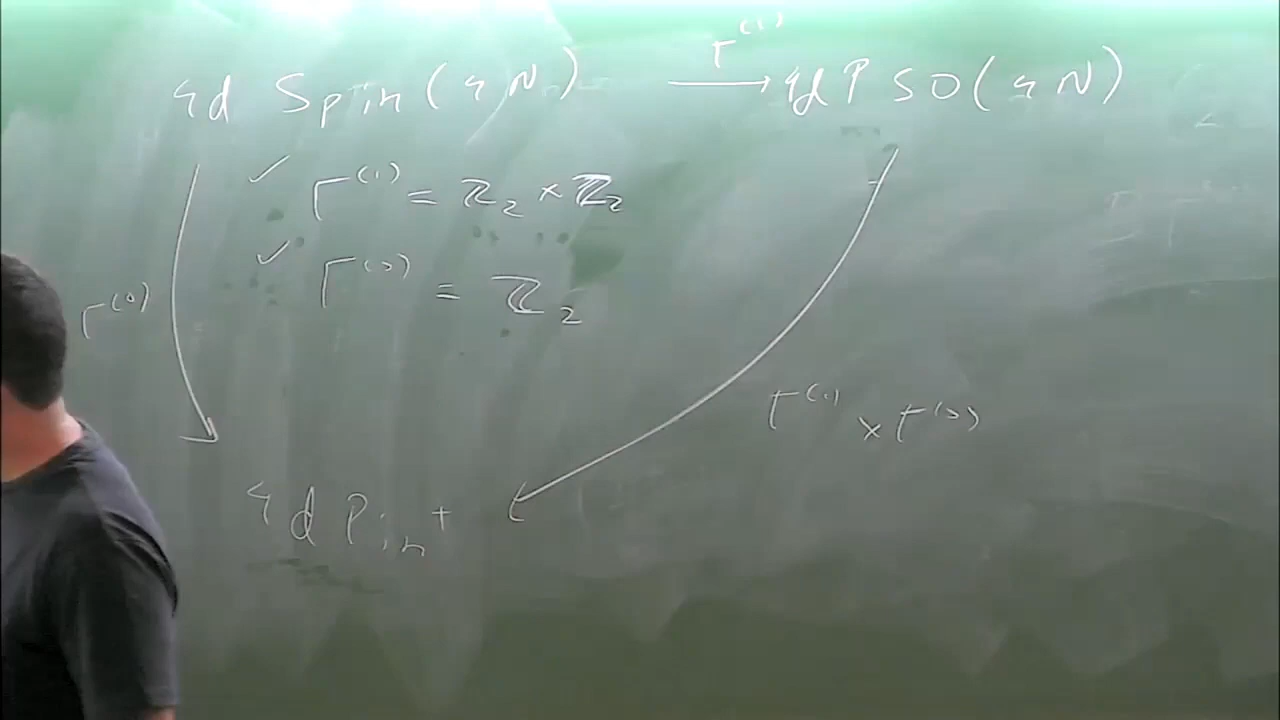 4d Spin(4N) Γ⁽¹⁾→ 4d PSO(4N)
✓ Γ⁽¹⁾ = ℤ₂ × ℤ₂
✓ Γ⁽⁰⁾ = ℤ₂
Γ⁽⁰⁾
Γ⁽¹⁾ × Γ⁽⁰⁾
4d Pin⁺